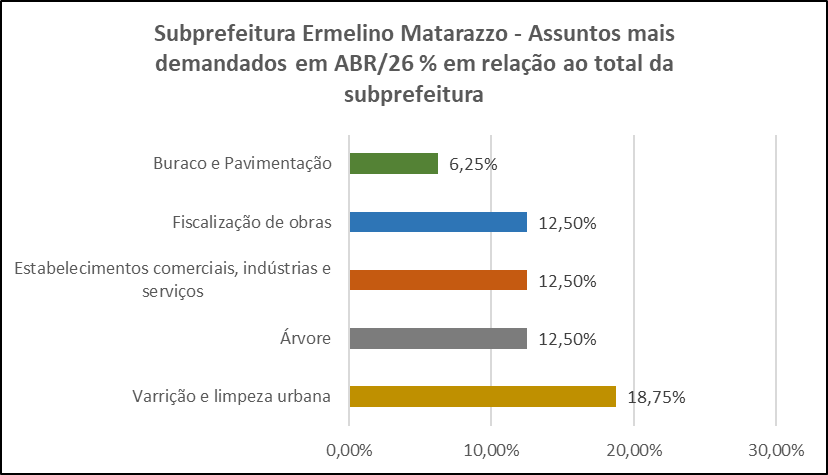 Subprefeitura Ermelino Matarazzo - Assuntos mais
demandados em ABR/26 % em relação ao total da
subprefeitura
Buraco e Pavimentação
6,25%
Fiscalização de obras
12,50%
Estabelecimentos comerciais, indústrias e
serviços
12,50%
Árvore
12,50%
Varrição e limpeza urbana
18,75%
0,00%
10,00%
20,00%
30,00%